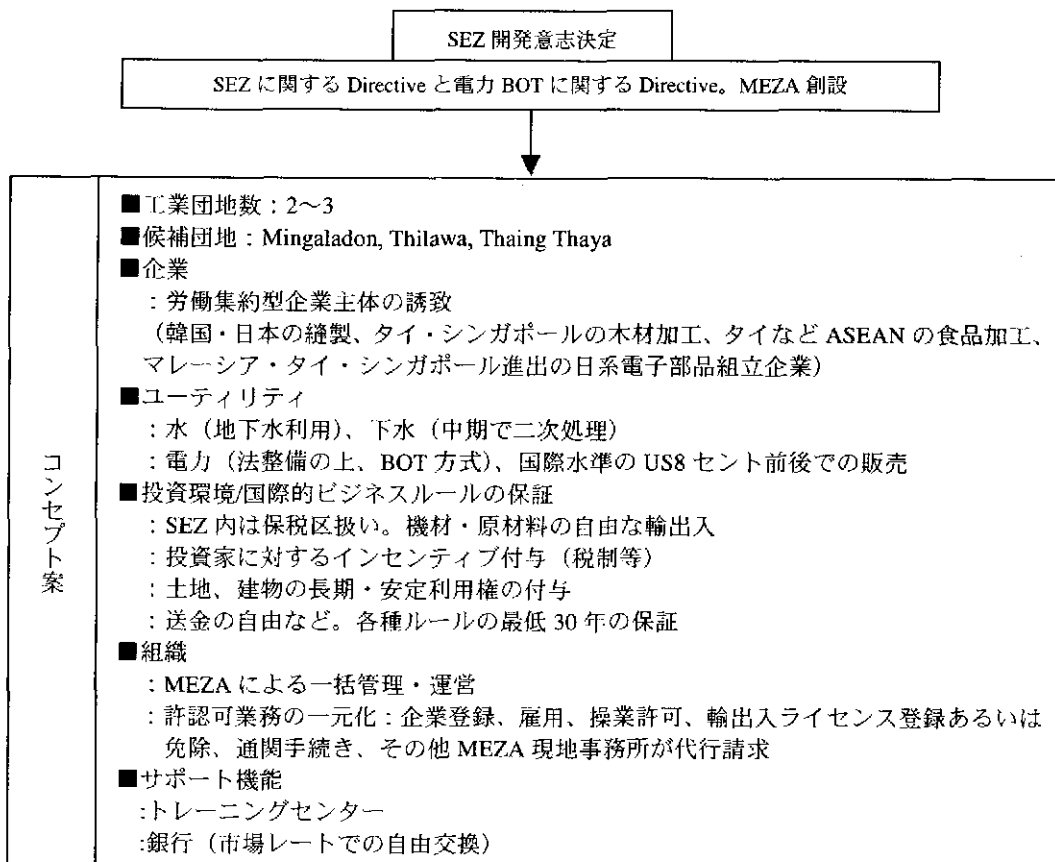 SEZ 開発意志決定
SEZ に関する Directive と電力 BOT に関する Directive。MEZA 創設
コンセプト案
■工業団地数：2～3
■候補団地：Mingaladon, Thilawa, Thaing Thaya
■企業
：労働集約型企業主体の誘致
（韓国・日本の縫製、タイ・シンガポールの木材加工、タイなど ASEAN の食品加工、
マレーシア・タイ・シンガポール進出の日系電子部品組立企業）
■ユーティリティ
：水（地下水利用）、下水（中期で二次処理）
：電力（法整備の上、BOT 方式）、国際水準の US8 セント前後での販売
■投資環境/国際的ビジネスルールの保証
：SEZ 内は保税区扱い。機材・原材料の自由な輸出入
：投資家に対するインセンティブ付与（税制等）
：土地、建物の長期・安定利用権の付与
：送金の自由など。各種ルールの最低 30 年の保証
■組織
：MEZA による一括管理・運営
：許認可業務の一元化：企業登録、雇用、操業許可、輸出入ライセンス登録あるいは
免除、通関手続き、その他 MEZA 現地事務所が代行請求
■サポート機能
:トレーニングセンター
:銀行（市場レートでの自由交換）